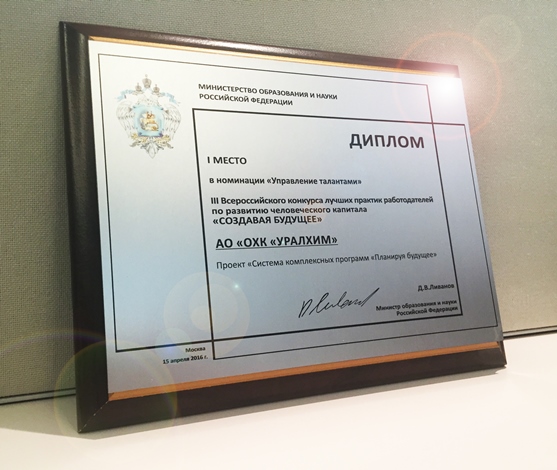 МИНИСТЕРСТВО ОБРАЗОВАНИЯ И НАУКИ
РОССИЙСКОЙ ФЕДЕРАЦИИ
ДИПЛОМ
I МЕСТО
в номинации «Управление талантами»
III Всероссийского конкурса лучших практик работодателей
по развитию человеческого капитала
«СОЗДАВАЯ БУДУЩЕЕ»
АО «ОХК «УРАЛХИМ»
Проект «Система комплексных программ «Планируя будущее»
Д.В.Ливанов
Министр образования и науки
Российской Федерации
Москва
15 апреля 2016 г.